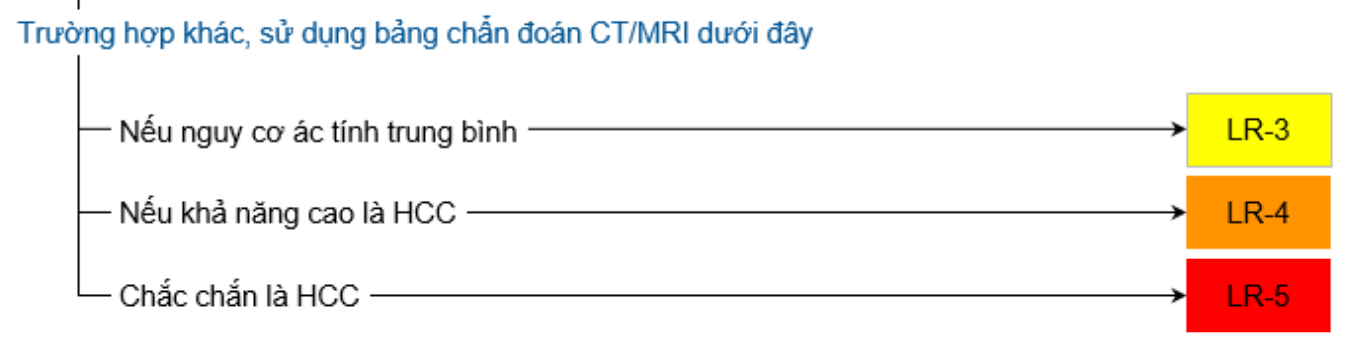 Trường hợp khác, sử dụng bảng chẩn đoán CT/MRI dưới đây
Nếu nguy cơ ác tính trung bình LR-3
Nếu khả năng cao là HCC LR-4
Chắc chắn là HCC LR-5